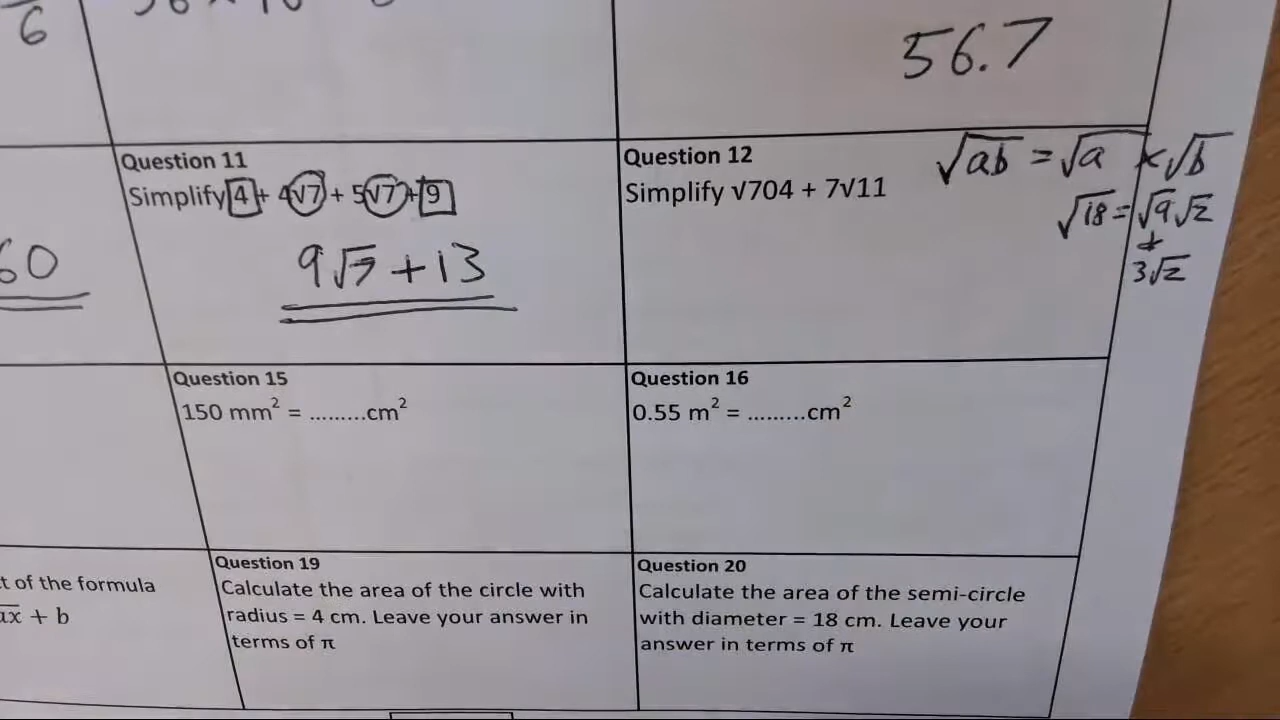 6
56.7
Question 11
Simplify 4 + 4√7 + 5√7 + 9
9√7 + 13
60
Question 12
Simplify √704 + 7√11
√ab = √a × √b
√18 = √9 √2
3√2
Question 15
150 mm² = .........cm²
Question 16
0.55 m² = .........cm²
t of the formula
ax + b
Question 19
Calculate the area of the circle with
radius = 4 cm. Leave your answer in
terms of π
Question 20
Calculate the area of the semi-circle
with diameter = 18 cm. Leave your
answer in terms of π